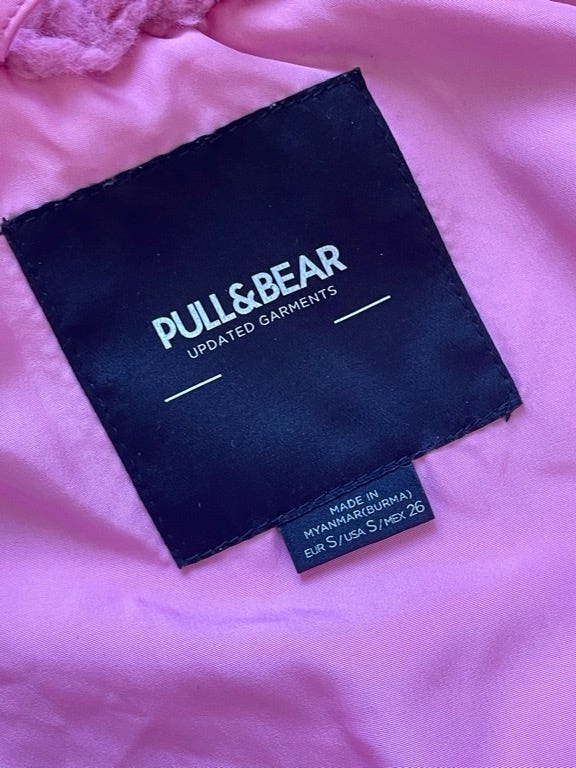 PULL&BEAR
UPDATED GARMENTS
MADE IN
MYANMAR(BURMA)
EUR S/USA S/MEX 26